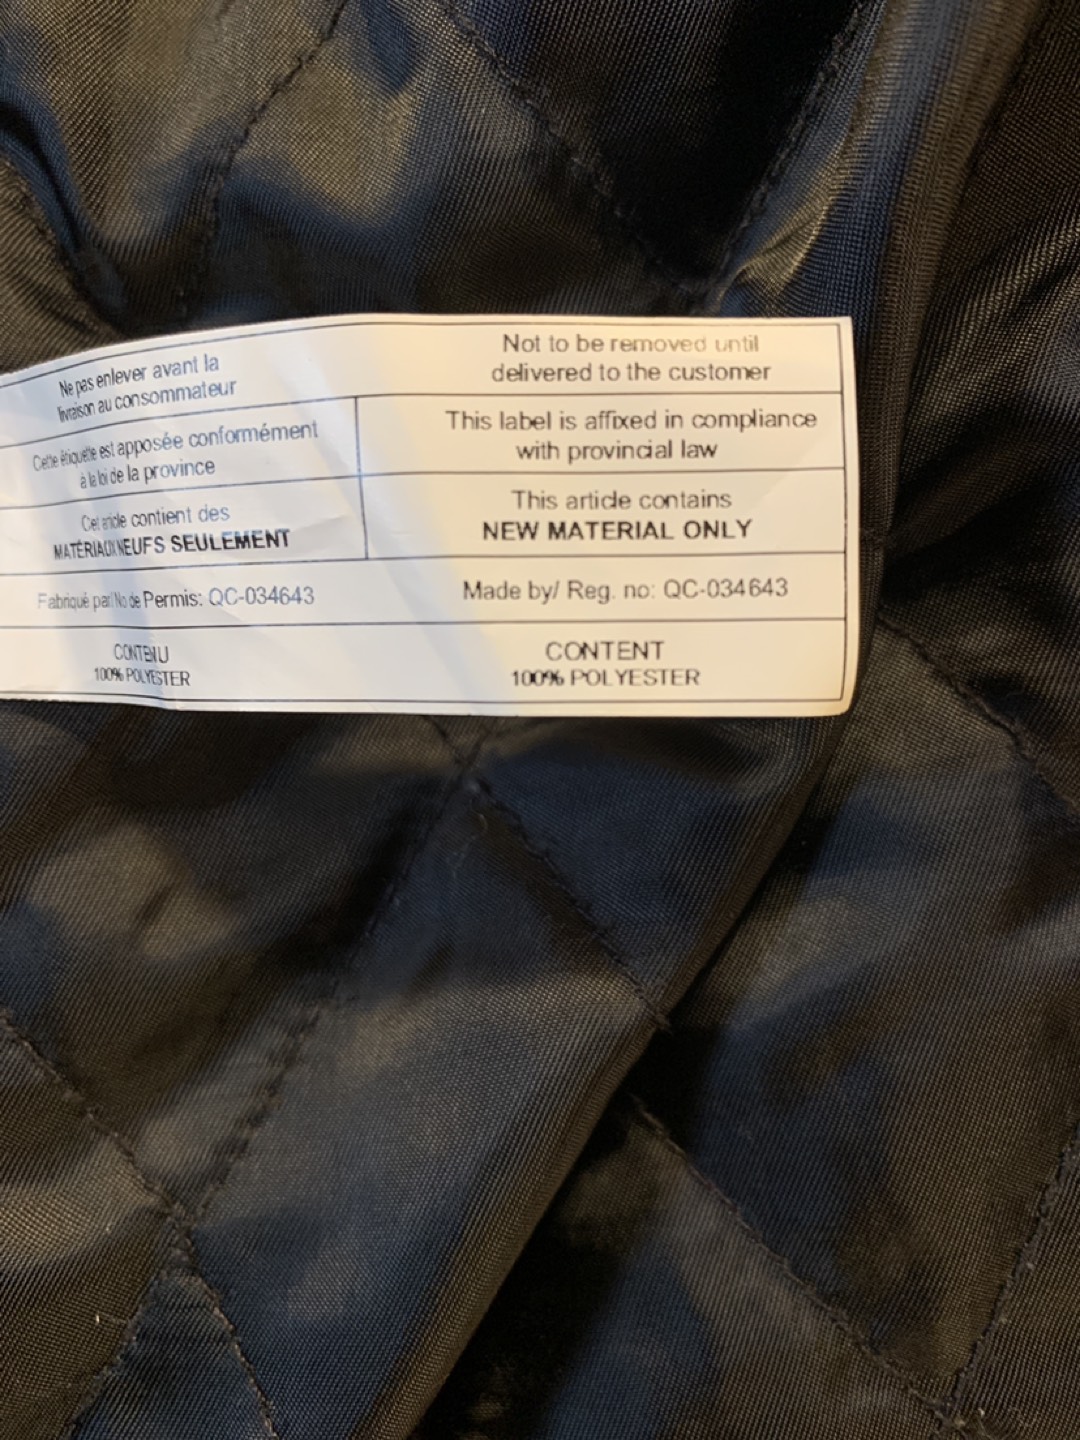 Ne pas enlever avant la
livraison au consommateur
Not to be removed until
delivered to the customer
Cette étiquette est apposée conformément
à la loi de la province
This label is affixed in compliance
with provincial law
Cet article contient des
MATÉRIAUX NEUFS SEULEMENT
This article contains
NEW MATERIAL ONLY
Fabriqué par/ No de Permis: QC-034643
Made by/ Reg. no: QC-034643
CONTENU
100% POLYESTER
CONTENT
100% POLYESTER